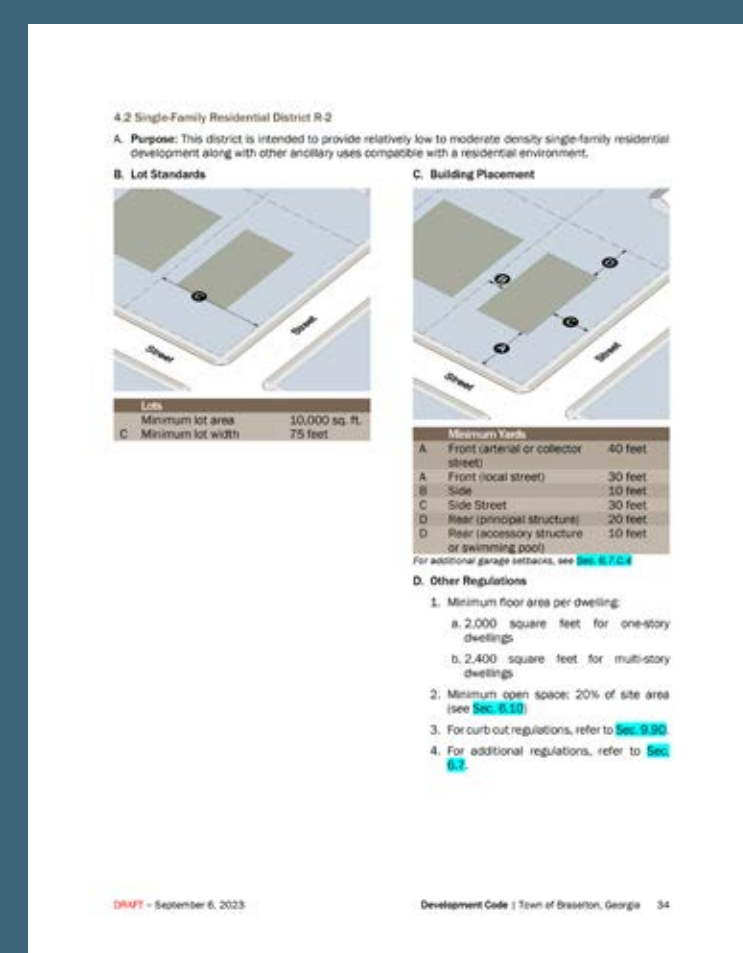 4.2 Single-Family Residential District R-2
A. Purpose: This district is intended to provide relatively low to moderate density single-family residential
development along with other ancillary uses compatible with a residential environment.
B. Lot Standards
C
Street
Street
Lots
Minimum lot area 10,000 sq. ft.
C Minimum lot width 75 feet
C. Building Placement
B
D
C
A
Street
Street
Minimum Yards
A Front (arterial or collector 40 feet
street)
A Front (local street) 30 feet
B Side 10 feet
C Side Street 30 feet
D Rear (principal structure) 20 feet
D Rear (accessory structure 10 feet
or swimming pool)
For additional garage setbacks, see Sec. 6.7.C.4
D. Other Regulations
1. Minimum floor area per dwelling:
a. 2,000 square feet for one-story
dwellings
b. 2,400 square feet for multi-story
dwellings
2. Minimum open space: 20% of site area
(see Sec. 6.10)
3. For curb cut regulations, refer to Sec. 9.90.
4. For additional regulations, refer to Sec.
6.7.
DRAFT – September 6, 2023
Development Code | Town of Braselton, Georgia 34